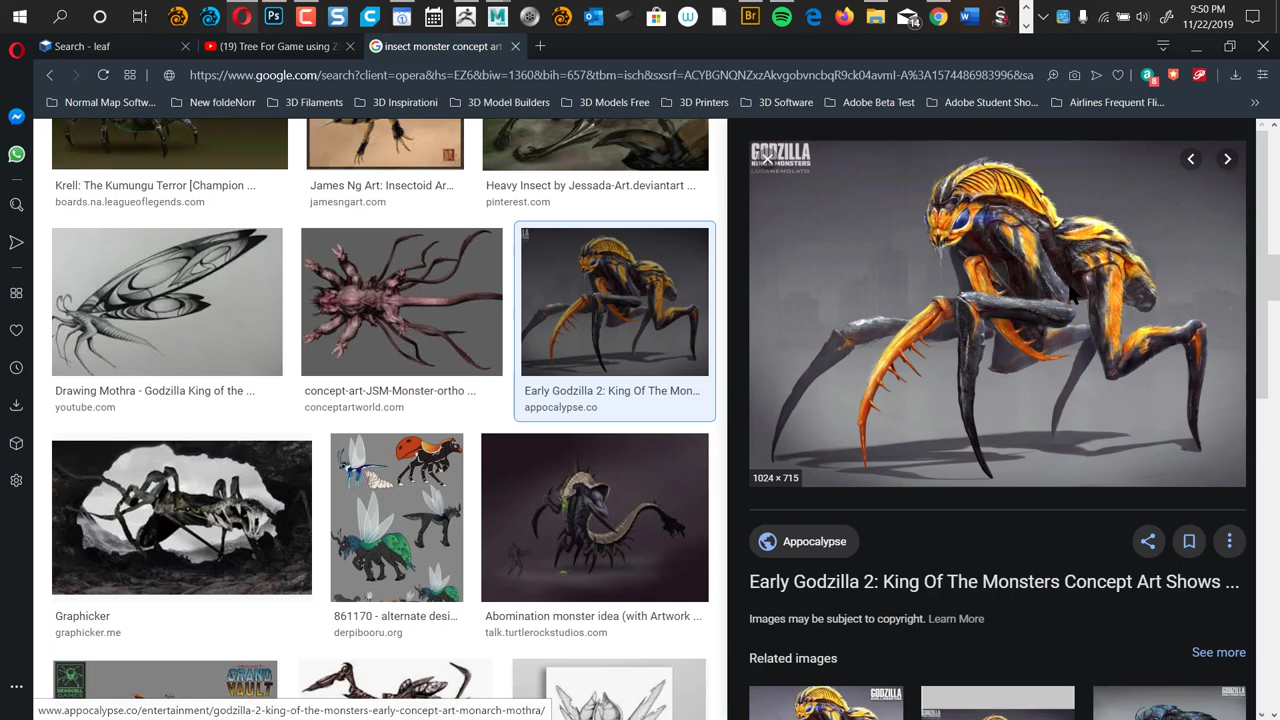 9:50 PM
11/22/2019
14
Search - leaf
(19) Tree For Game using Z
insect monster concept art
https://www.google.com/search?client=opera&hs=EZ6&biw=1360&bih=657&tbm=isch&sxsrf=ACYBGNQNZxzAkvgobvncbqR9ck04avmI-A%3A1574486983996&sa
8
Normal Map Softw...
New foldeNorr
3D Filaments
3D Inspirationi
3D Model Builders
3D Models Free
3D Printers
3D Software
Adobe Beta Test
Adobe Student Sho...
Airlines Frequent Fli...
Krell: The Kumungu Terror [Champion ...
boards.na.leagueoflegends.com
James Ng Art: Insectoid Ar...
jamesngart.com
Heavy Insect by Jessada-Art.deviantart ...
pinterest.com
Drawing Mothra - Godzilla King of the ...
youtube.com
concept-art-JSM-Monster-ortho ...
conceptartworld.com
Early Godzilla 2: King Of The Mon...
appocalypse.co
Graphicker
graphicker.me
861170 - alternate desi...
derpibooru.org
Abomination monster idea (with Artwork ...
talk.turtlerockstudios.com
GRAND
VAULT
www.appocalypse.co/entertainment/godzilla-2-king-of-the-monsters-early-concept-art-monarch-mothra/
GODZILLA
KING OF THE MONSTERS
LUCANEMOLATO
1024 × 715
Appocalypse
Early Godzilla 2: King Of The Monsters Concept Art Shows ...
Images may be subject to copyright. Learn More
Related images
See more
GODZILLA
GODZILLA